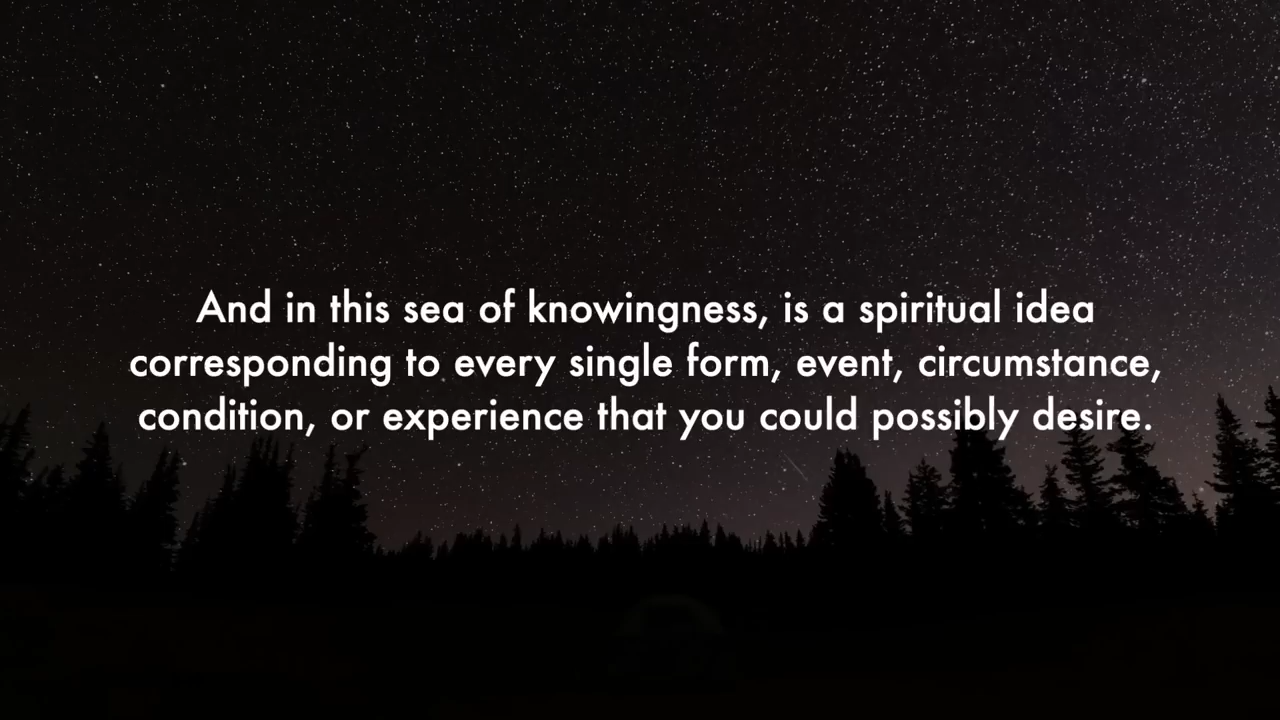 And in this sea of knowingness, is a spiritual idea
corresponding to every single form, event, circumstance,
condition, or experience that you could possibly desire.